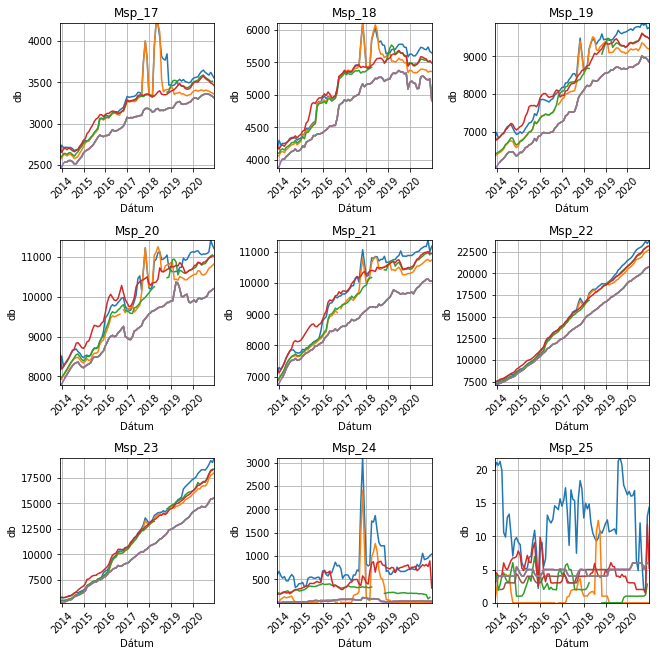 Msp_17 Msp_18 Msp_19
4200
4000 3500 3000 2500
db
2014 2015 2016 2017 2018 2019 2020
Dátum
6000 5500 5000 4500 4000
db
2014 2015 2016 2017 2018 2019 2020
Dátum
9000 8000 7000
db
2014 2015 2016 2017 2018 2019 2020
Dátum
Msp_20 Msp_21 Msp_22
11000 10000 9000 8000
db
2014 2015 2016 2017 2018 2019 2020
Dátum
11000 10000 9000 8000 7000
db
2014 2015 2016 2017 2018 2019 2020
Dátum
22500 20000 17500 15000 12500 10000 7500
db
2014 2015 2016 2017 2018 2019 2020
Dátum
Msp_23 Msp_24 Msp_25
17500 15000 12500 10000 7500
db
2014 2015 2016 2017 2018 2019 2020
Dátum
3000 2500 2000 1500 1000 500
db
2014 2015 2016 2017 2018 2019 2020
Dátum
20 15 10 5 0
db
2014 2015 2016 2017 2018 2019 2020
Dátum